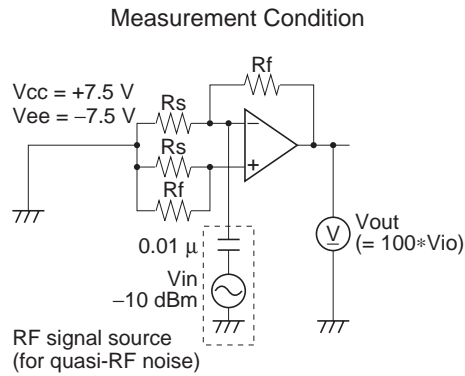 Measurement Condition
Vcc = +7.5 V
Vee = −7.5 V
Rf
Rs
−
Rs
+
Rf
0.01 μ
Vin
−10 dBm
V
Vout
(= 100∗Vio)
RF signal source
(for quasi-RF noise)